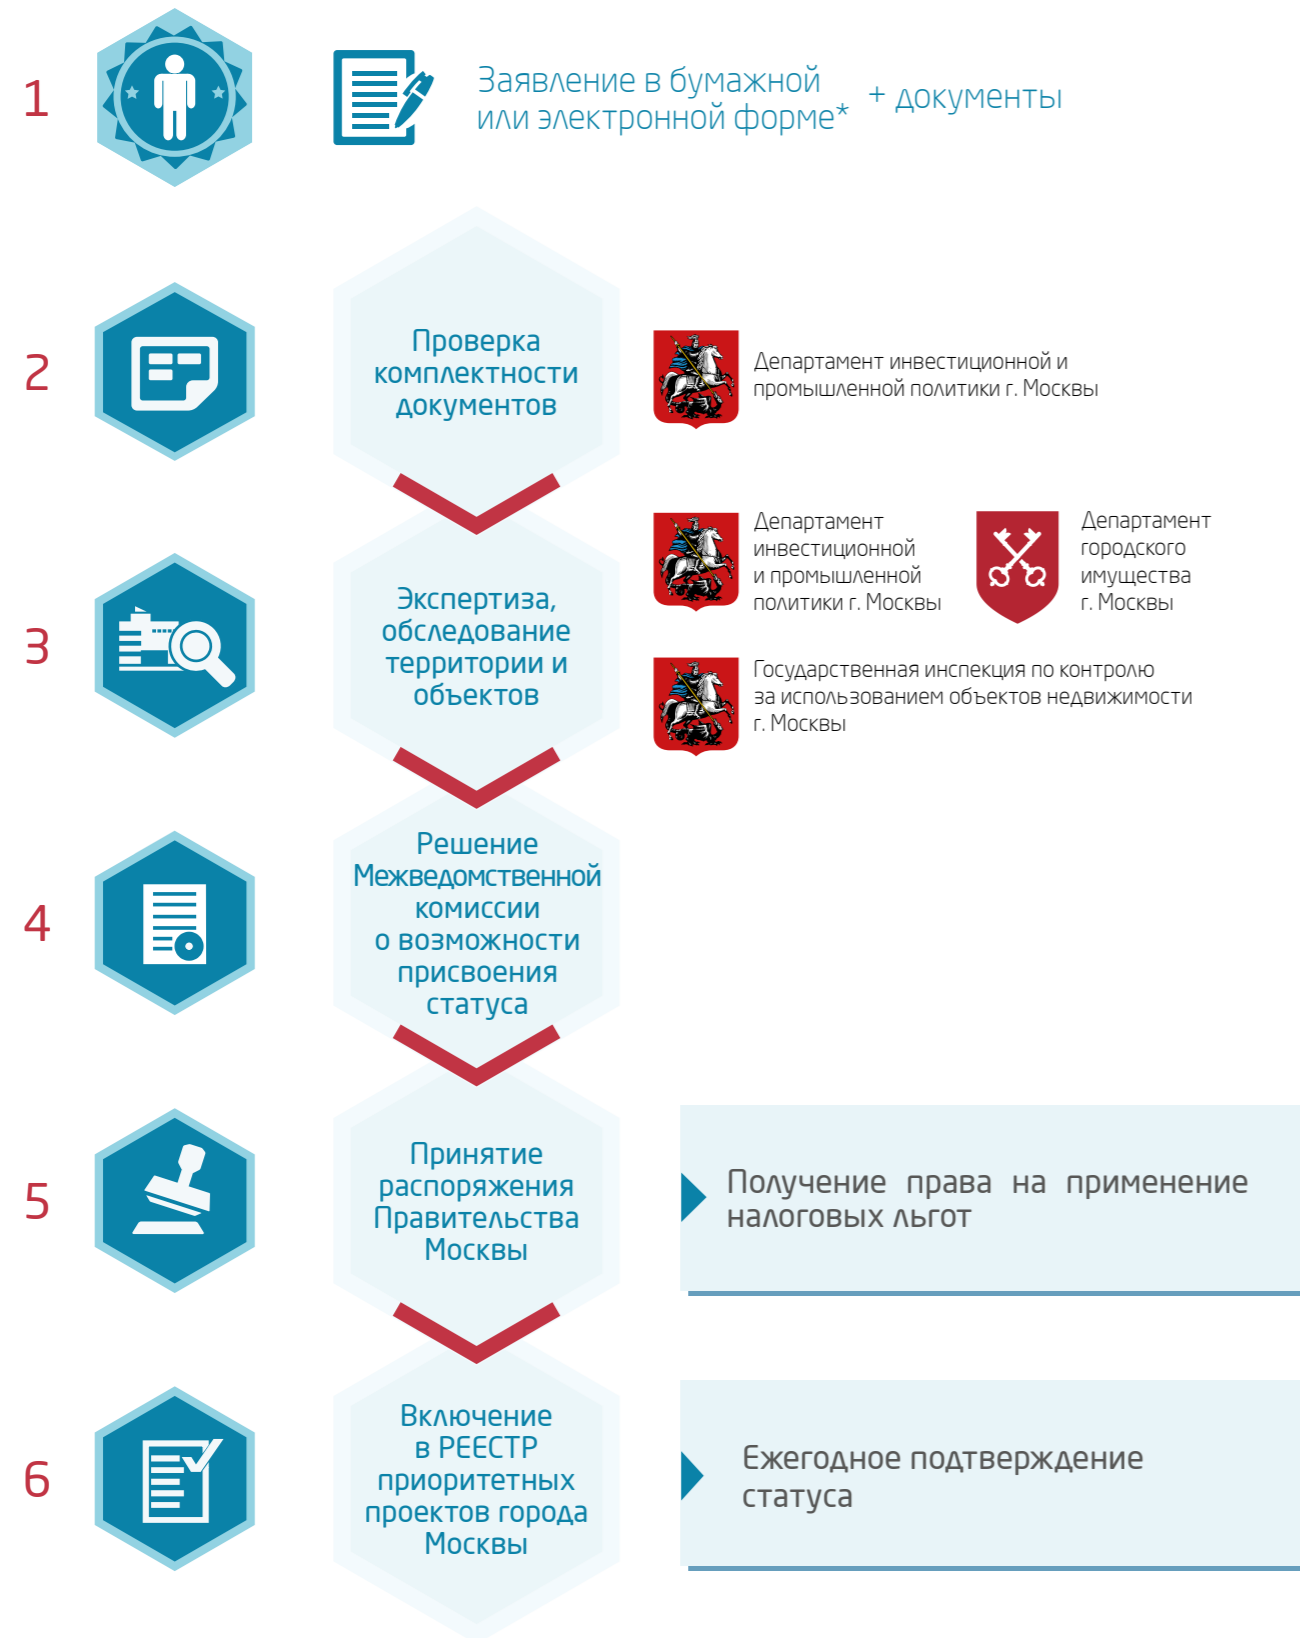 1
Заявление в бумажной
или электронной форме*
+ документы
2
Проверка
комплектности
документов
Департамент инвестиционной и
промышленной политики г. Москвы
3
Экспертиза,
обследование
территории и
объектов
Департамент
инвестиционной
и промышленной
политики г. Москвы
Департамент
городского
имущества
г. Москвы
Государственная инспекция по контролю
за использованием объектов недвижимости
г. Москвы
4
Решение
Межведомственной
комиссии
о возможности
присвоения
статуса
5
Принятие
распоряжения
Правительства
Москвы
Получение права на применение
налоговых льгот
6
Включение
в РЕЕСТР
приоритетных
проектов города
Москвы
Ежегодное подтверждение
статуса